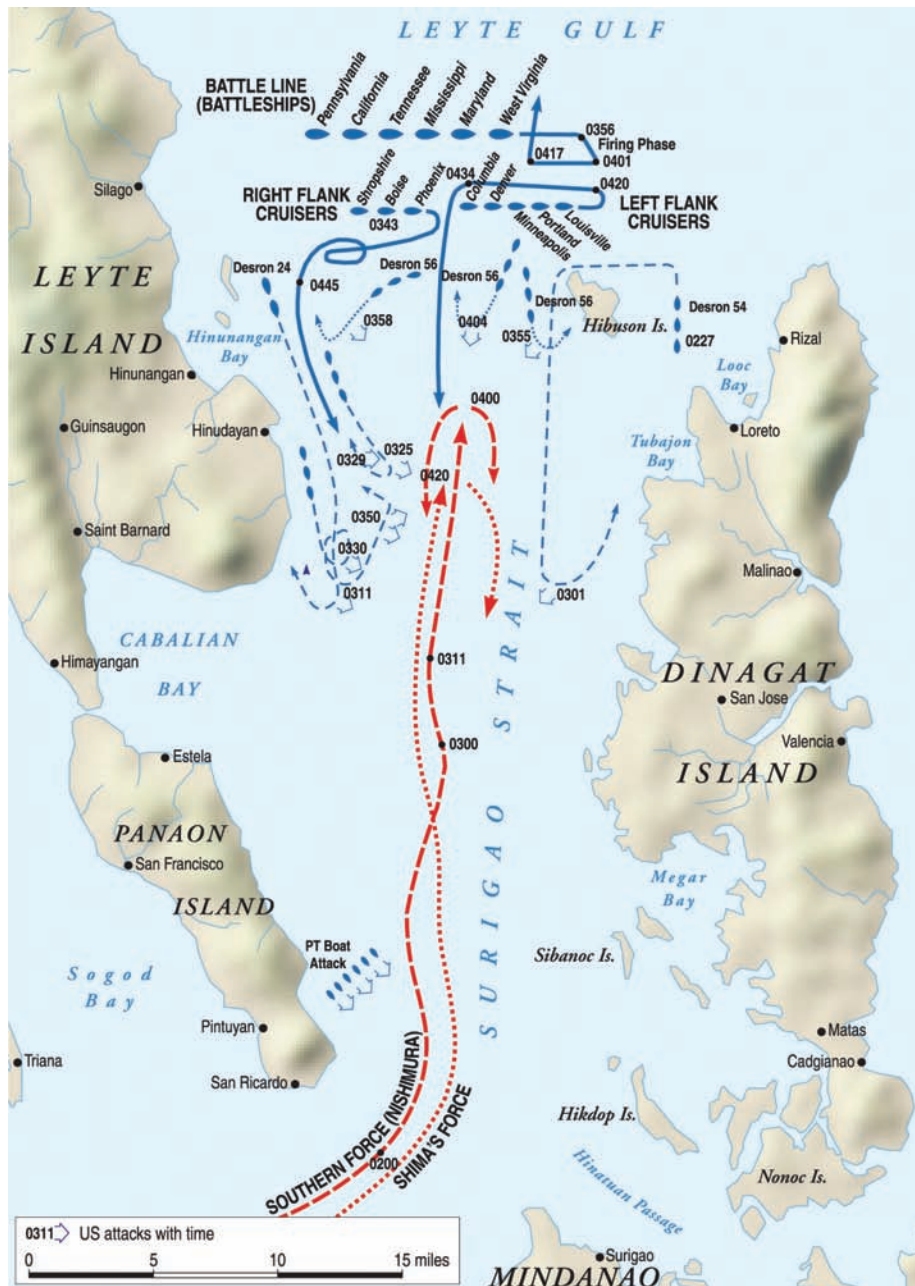 LEYTE GULF
BATTLE LINE
(BATTLESHIPS)
Pennsylvania
California
Tennessee
Mississippi
Maryland
West Virginia
0356
Firing Phase
0417
0401
0434
0420
Silago
RIGHT FLANK
CRUISERS
Shropshire
Boise
Phoenix
0343
Columbia
Denver
Minneapolis
Portland
Louisville
LEFT FLANK
CRUISERS
LEYTE
ISLAND
Desron 24
0445
Desron 56
0358
Desron 56
0404
Desron 56
0355
Hibuson Is.
Desron 54
0227
Rizal
Hinunangan
Bay
Hinunangan
Looc
Bay
Guinsaugon
Hinudayan
0400
Loreto
Tubajon
Bay
0329
0325
0420
0350
Saint Barnard
0330
0311
0301
Malinao
CABALIAN
BAY
Himayangan
0311
DINAGAT
San Jose
0300
Estela
Valencia
ISLAND
SURIGAO STRAIT
PANAON
San Francisco
ISLAND
Megar
Bay
PT Boat
Attack
Sibanoc Is.
Sogod
Bay
Pintuyan
Matas
Triana
Cadgianao
San Ricardo
SOUTHERN FORCE (NISHIMURA)
SHIMA'S FORCE
0200
Hikdop Is.
Hinatuan Passage
Nonoc Is.
0311 US attacks with time
0 5 10 15 miles
Surigao
MINDANAO